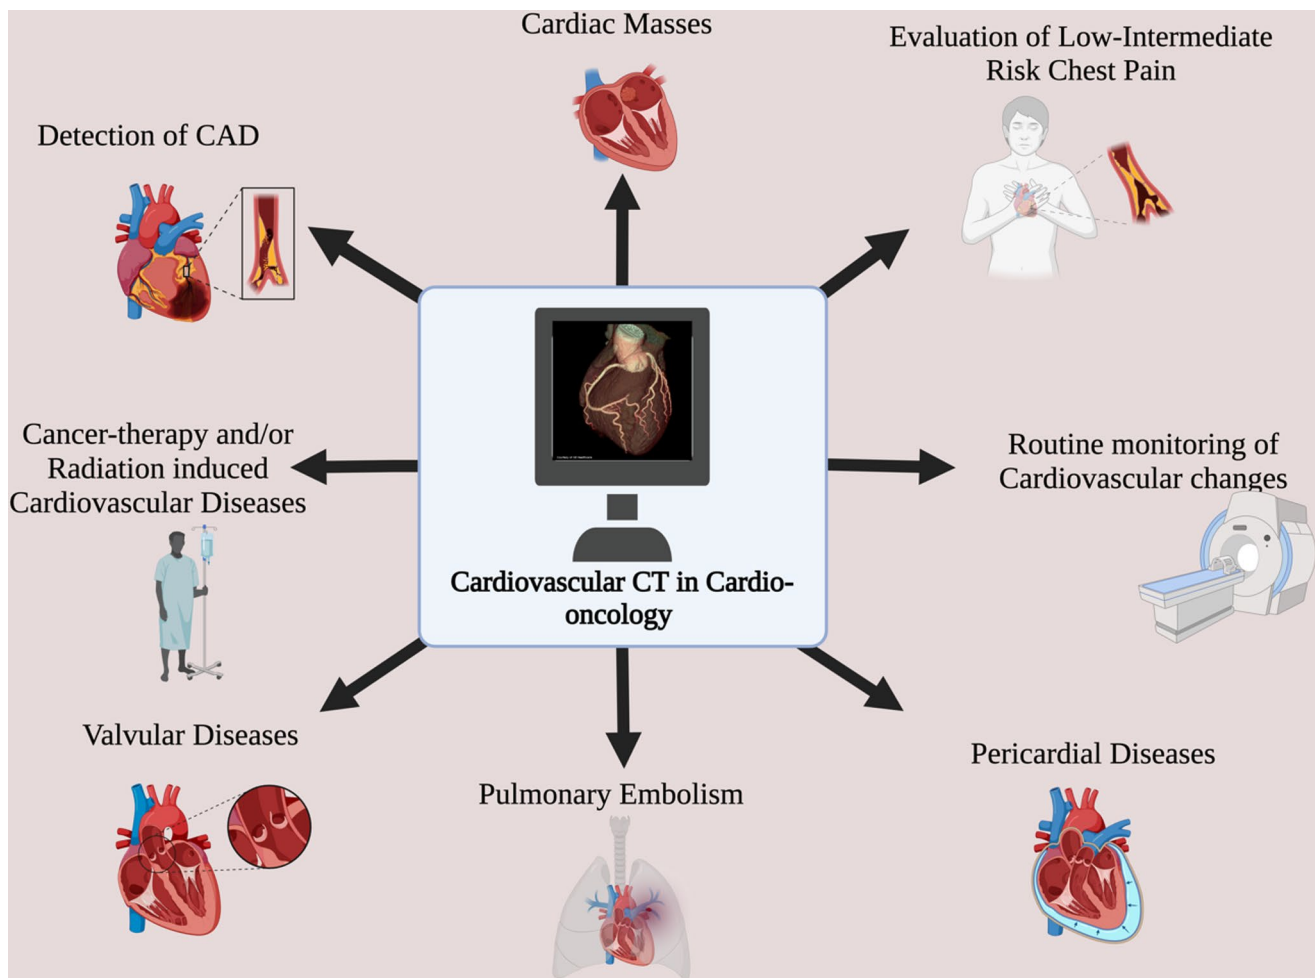 Cardiac Masses
Evaluation of Low-Intermediate
Risk Chest Pain
Detection of CAD
Cancer-therapy and/or
Radiation induced
Cardiovascular Diseases
Routine monitoring of
Cardiovascular changes
Cardiovascular CT in Cardio-
oncology
Valvular Diseases
Pulmonary Embolism
Pericardial Diseases